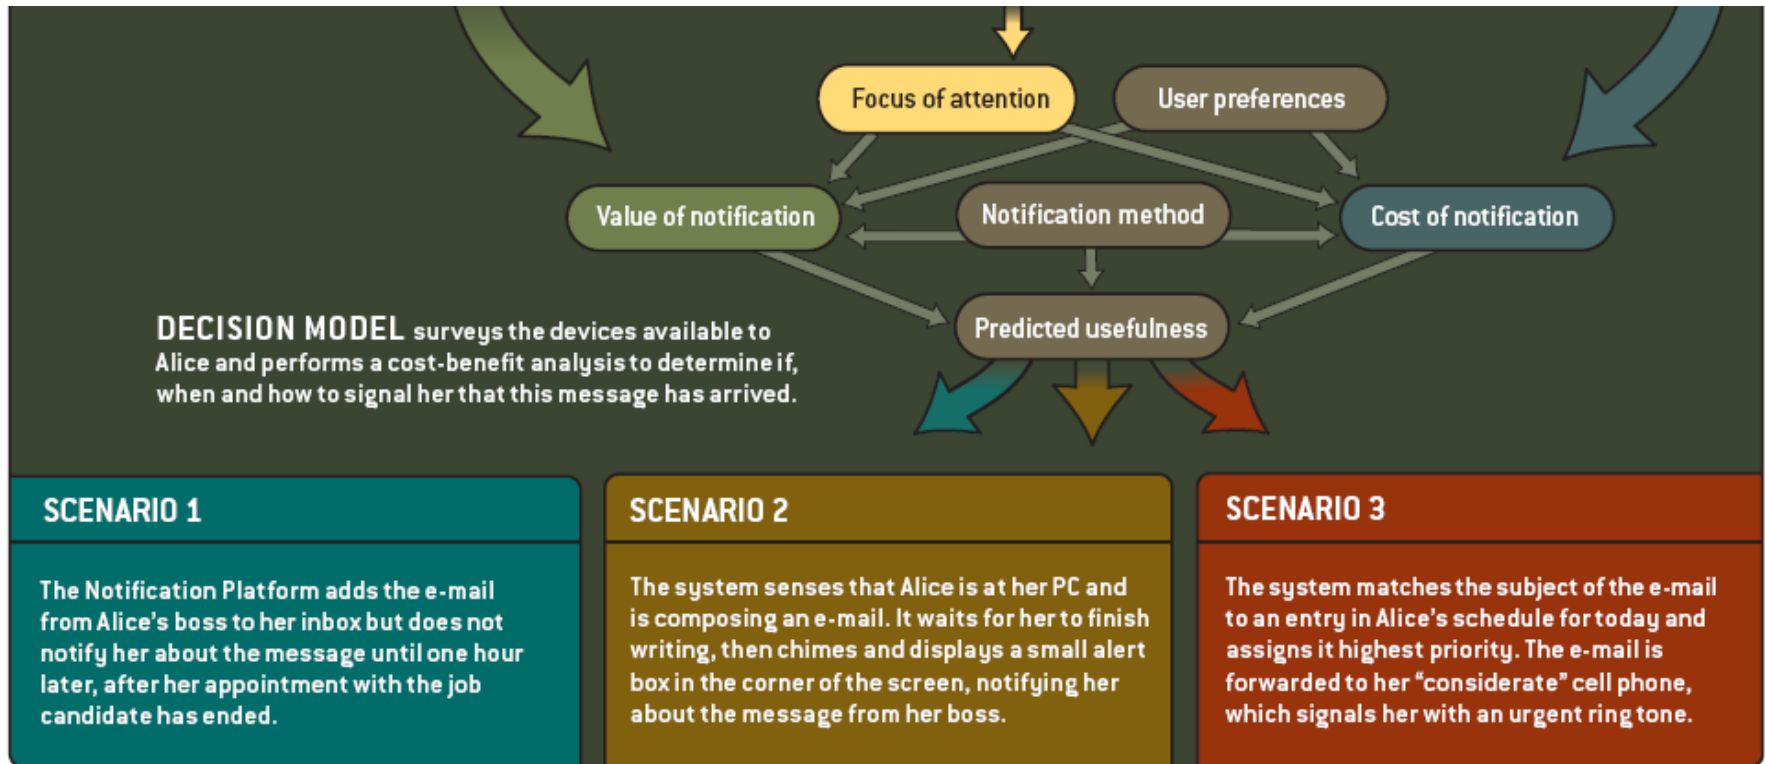 Focus of attention
User preferences
Value of notification
Notification method
Cost of notification
Predicted usefulness
DECISION MODEL surveys the devices available to
Alice and performs a cost-benefit analysis to determine if,
when and how to signal her that this message has arrived.
SCENARIO 1
The Notification Platform adds the e-mail
from Alice’s boss to her inbox but does not
notify her about the message until one hour
later, after her appointment with the job
candidate has ended.
SCENARIO 2
The system senses that Alice is at her PC and
is composing an e-mail. It waits for her to finish
writing, then chimes and displays a small alert
box in the corner of the screen, notifying her
about the message from her boss.
SCENARIO 3
The system matches the subject of the e-mail
to an entry in Alice’s schedule for today and
assigns it highest priority. The e-mail is
forwarded to her “considerate” cell phone,
which signals her with an urgent ring tone.